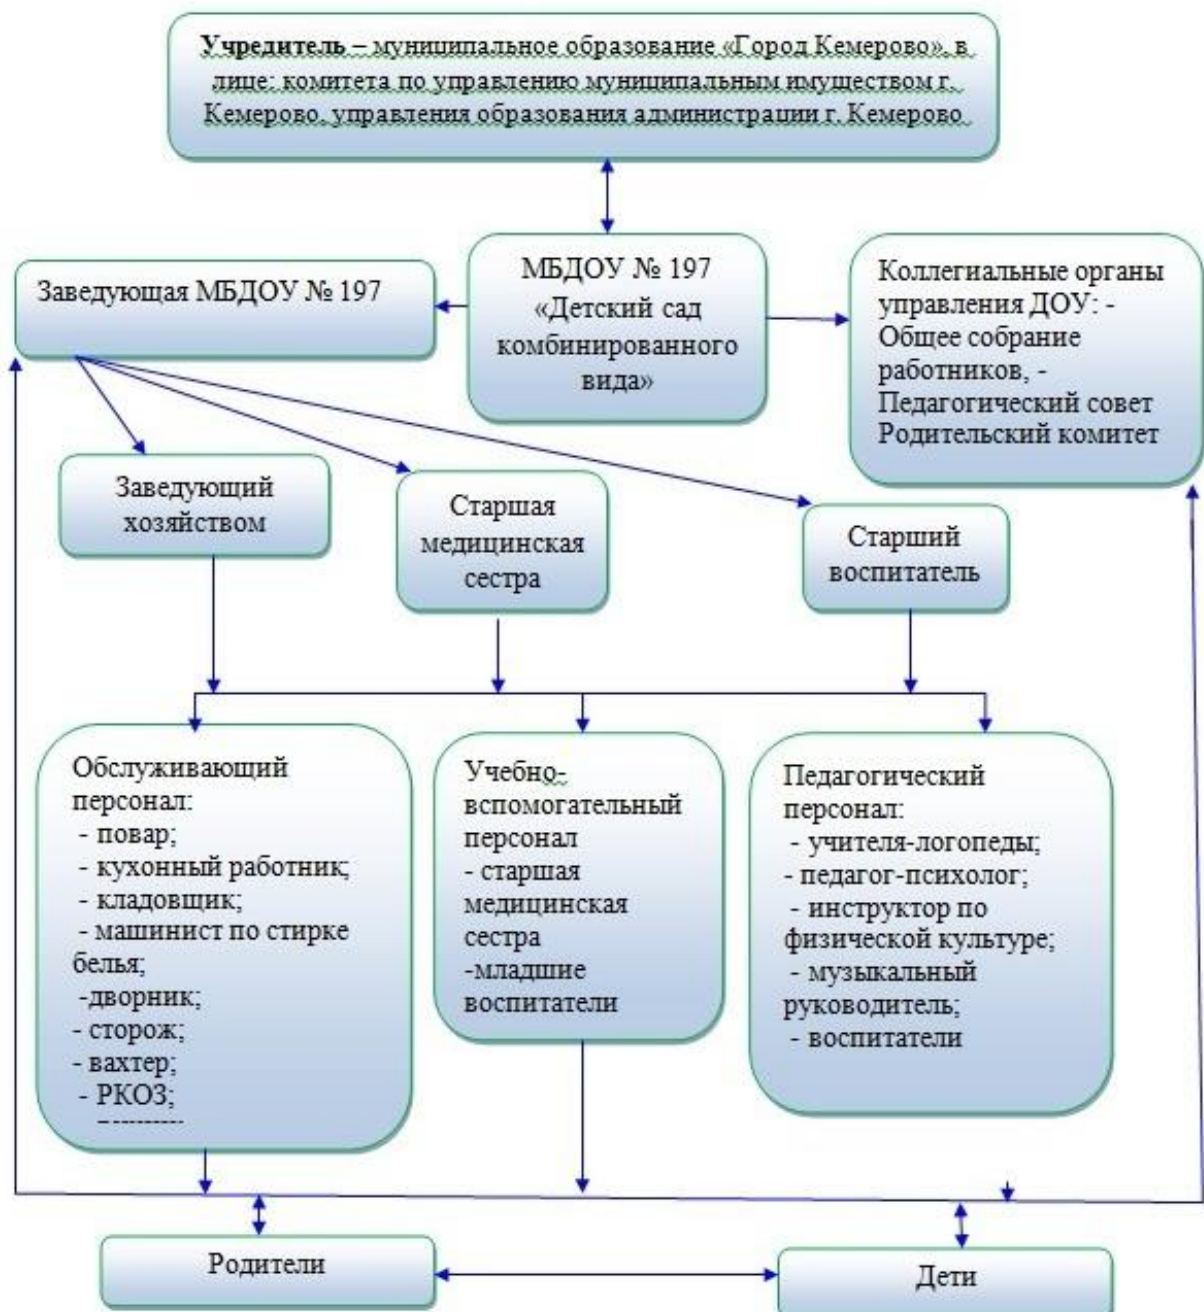 Учредитель – муниципальное образование «Город Кемерово», в
лице: комитета по управлению муниципальным имуществом г.
Кемерово, управления образования администрации г. Кемерово
Заведующая МБДОУ № 197
МБДОУ № 197
«Детский сад
комбинированного
вида»
Коллегиальные органы
управления ДОУ: -
Общее собрание
работников, -
Педагогический совет
Родительский комитет
Заведующий
хозяйством
Старшая
медицинская
сестра
Старший
воспитатель
Обслуживающий
персонал:
- повар;
- кухонный работник;
- кладовщик;
- машинист по стирке
белья;
-дворник;
- сторож;
- вахтер;
- РКОЗ;
Учебно-
вспомогательный
персонал
- старшая
медицинская
сестра
-младшие
воспитатели
Педагогический
персонал:
- учителя-логопеды;
- педагог-психолог;
- инструктор по
физической культуре;
- музыкальный
руководитель;
- воспитатели
Родители
Дети